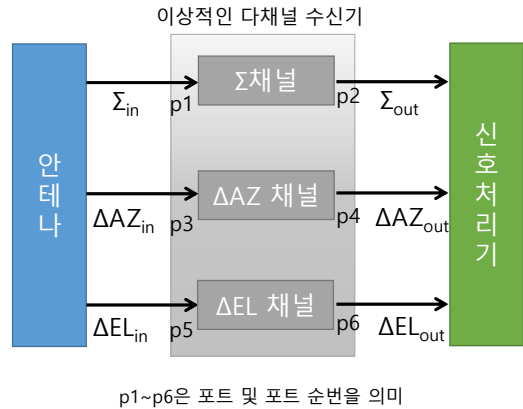 이상적인 다채널 수신기
안테나
Σin
p1
Σ채널
p2
Σout
ΔAZin
p3
ΔAZ 채널
p4
ΔAZout
ΔELin
p5
ΔEL 채널
p6
ΔELout
신호처리기
p1~p6은 포트 및 포트 순번을 의미